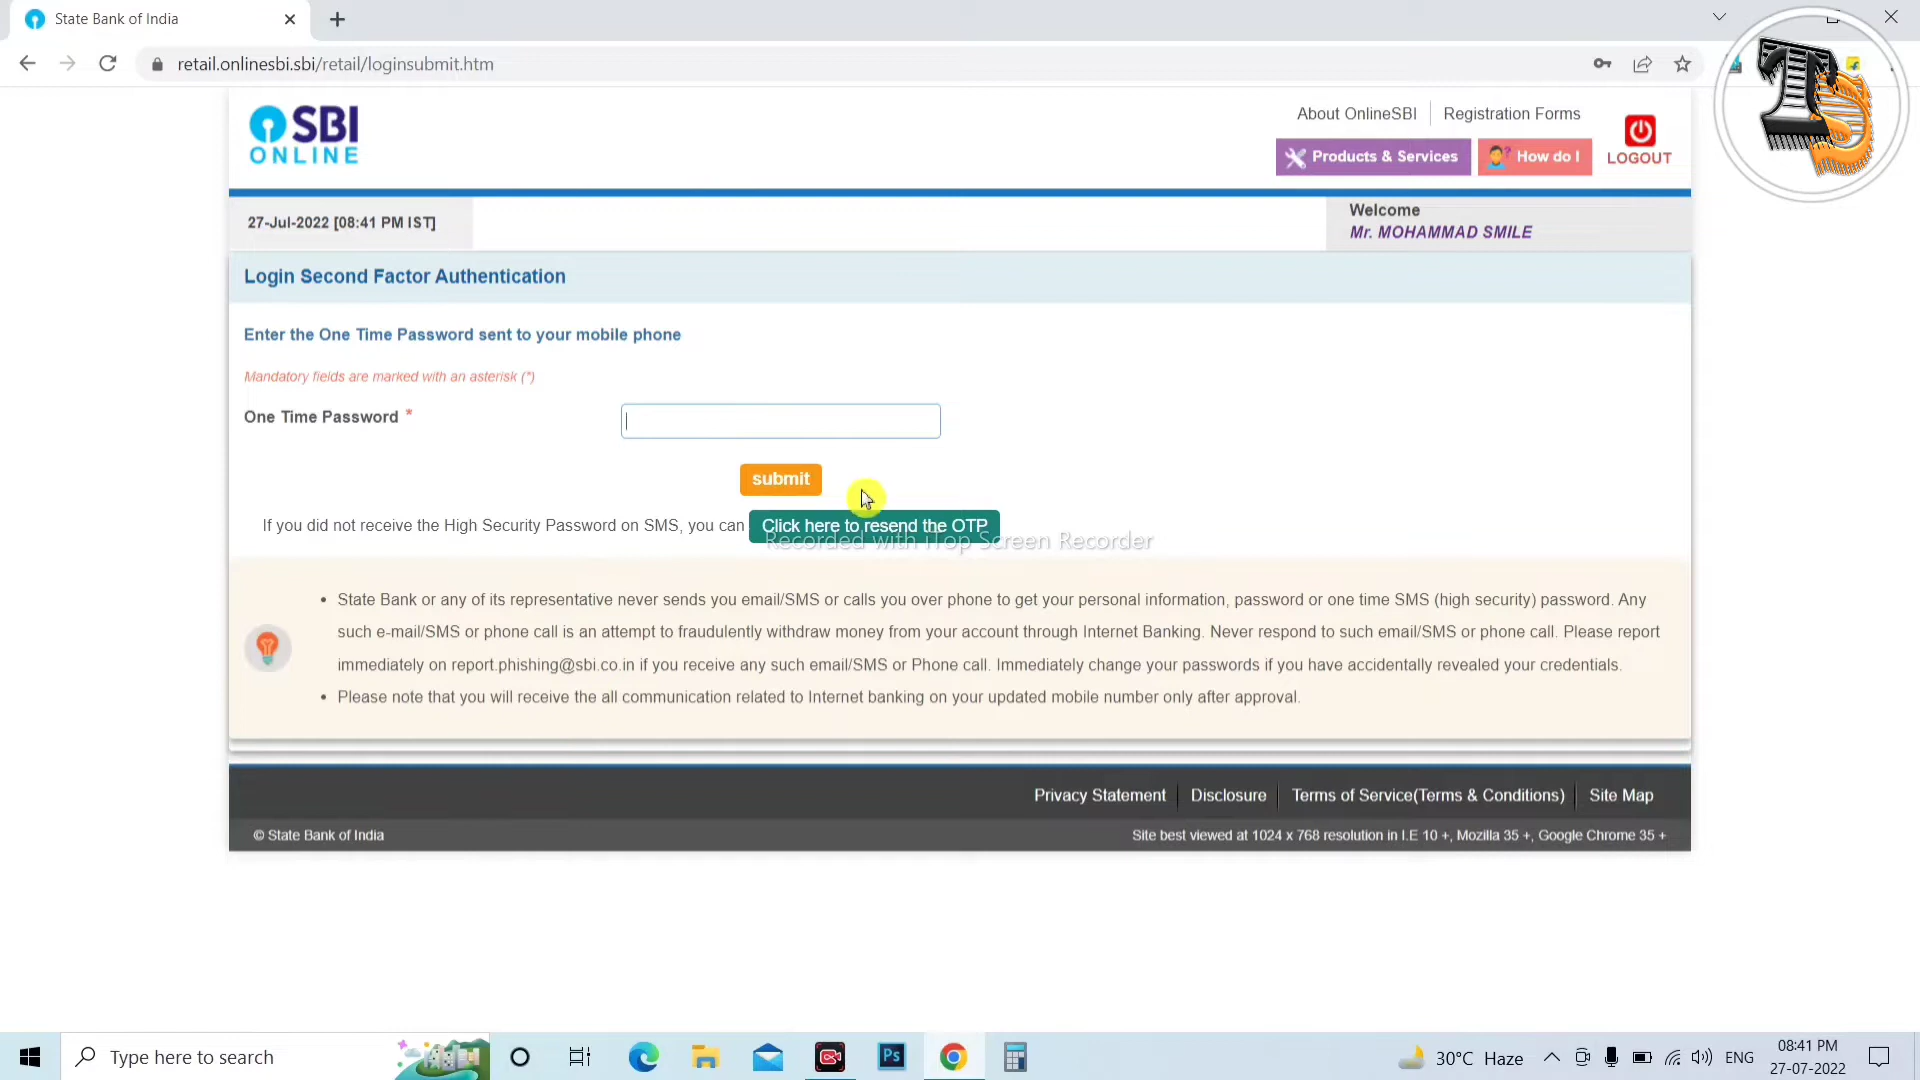 State Bank of India
retail.onlinesbi.sbi/retail/loginsubmit.htm
SBI
ONLINE
About OnlineSBI
Registration Forms
Products & Services
How do I
LOGOUT
TS
27-Jul-2022 [08:41 PM IST]
Welcome
Mr. MOHAMMAD SMILE
Login Second Factor Authentication
Enter the One Time Password sent to your mobile phone
Mandatory fields are marked with an asterisk (*)
One Time Password *
submit
If you did not receive the High Security Password on SMS, you can Click here to resend the OTP
Recorded with iTop Screen Recorder
• State Bank or any of its representative never sends you email/SMS or calls you over phone to get your personal information, password or one time SMS (high security) password. Any
such e-mail/SMS or phone call is an attempt to fraudulently withdraw money from your account through Internet Banking. Never respond to such email/SMS or phone call. Please report
immediately on report.phishing@sbi.co.in if you receive any such email/SMS or Phone call. Immediately change your passwords if you have accidentally revealed your credentials.
• Please note that you will receive the all communication related to Internet banking on your updated mobile number only after approval.
Privacy Statement
Disclosure
Terms of Service(Terms & Conditions)
Site Map
© State Bank of India
Site best viewed at 1024 x 768 resolution in I.E 10 +, Mozilla 35 +, Google Chrome 35 +
Type here to search
Ps
30°C Haze
ENG
08:41 PM
27-07-2022